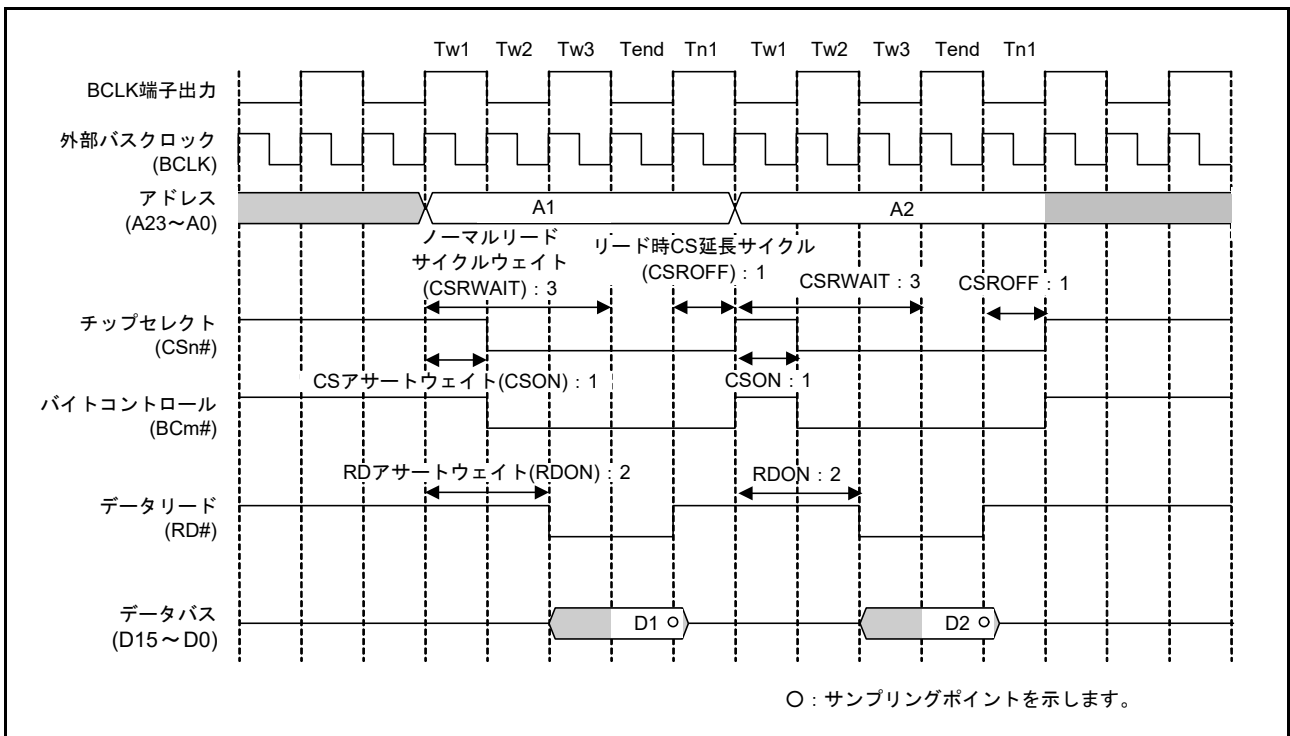 Tw1 Tw2 Tw3 Tend Tn1 Tw1 Tw2 Tw3 Tend Tn1
BCLK端子出力
外部バスクロック
(BCLK)
アドレス
(A23～A0)
A1
A2
ノーマルリード
サイクルウェイト
(CSRWAIT)：3
リード時CS延長サイクル
(CSROFF)：1
CSRWAIT：3
CSROFF：1
チップセレクト
(CSn#)
CSアサートウェイト(CSON)：1
CSON：1
バイトコントロール
(BCm#)
RDアサートウェイト(RDON)：2
RDON：2
データリード
(RD#)
データバス
(D15～D0)
D1
D2
○：サンプリングポイントを示します。